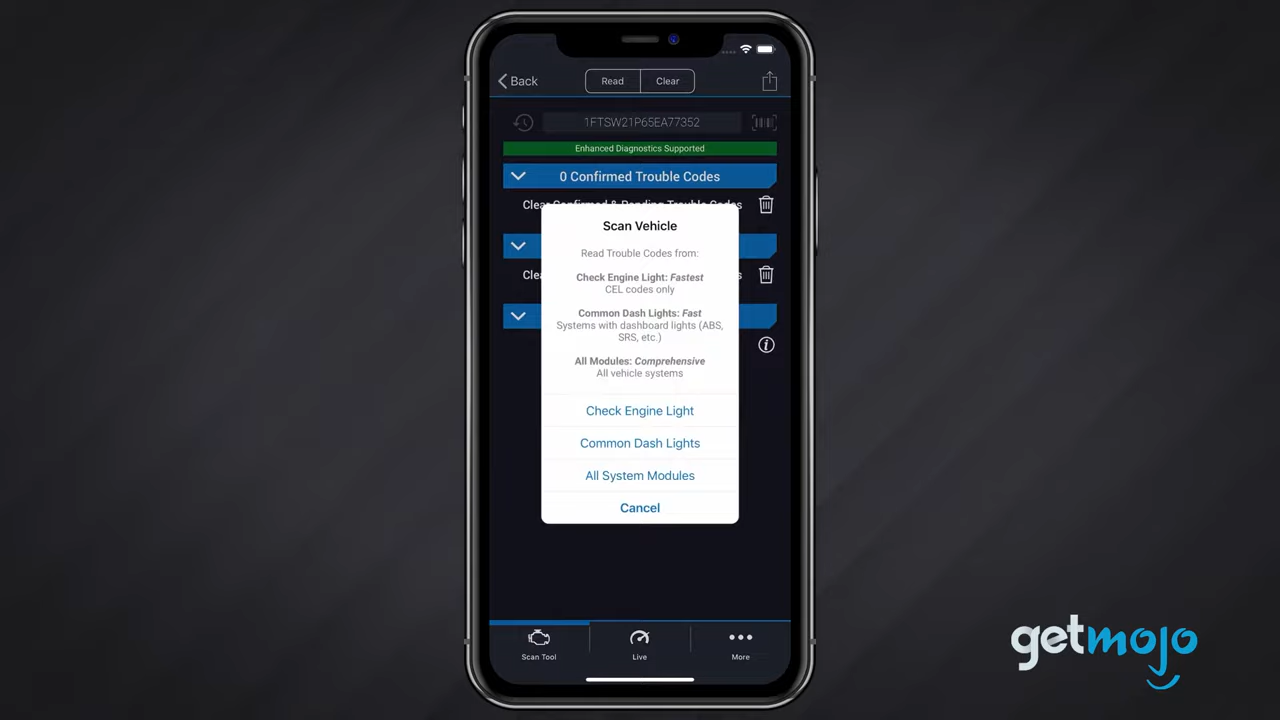 Back
Read
Clear
1FTSW21P65EA77352
Enhanced Diagnostics Supported
0 Confirmed Trouble Codes
Scan Vehicle
Read Trouble Codes from:
Check Engine Light: Fastest
CEL codes only
Common Dash Lights: Fast
Systems with dashboard lights (ABS,
SRS, etc.)
All Modules: Comprehensive
All vehicle systems
Check Engine Light
Common Dash Lights
All System Modules
Cancel
Scan Tool
Live
More
getmojo